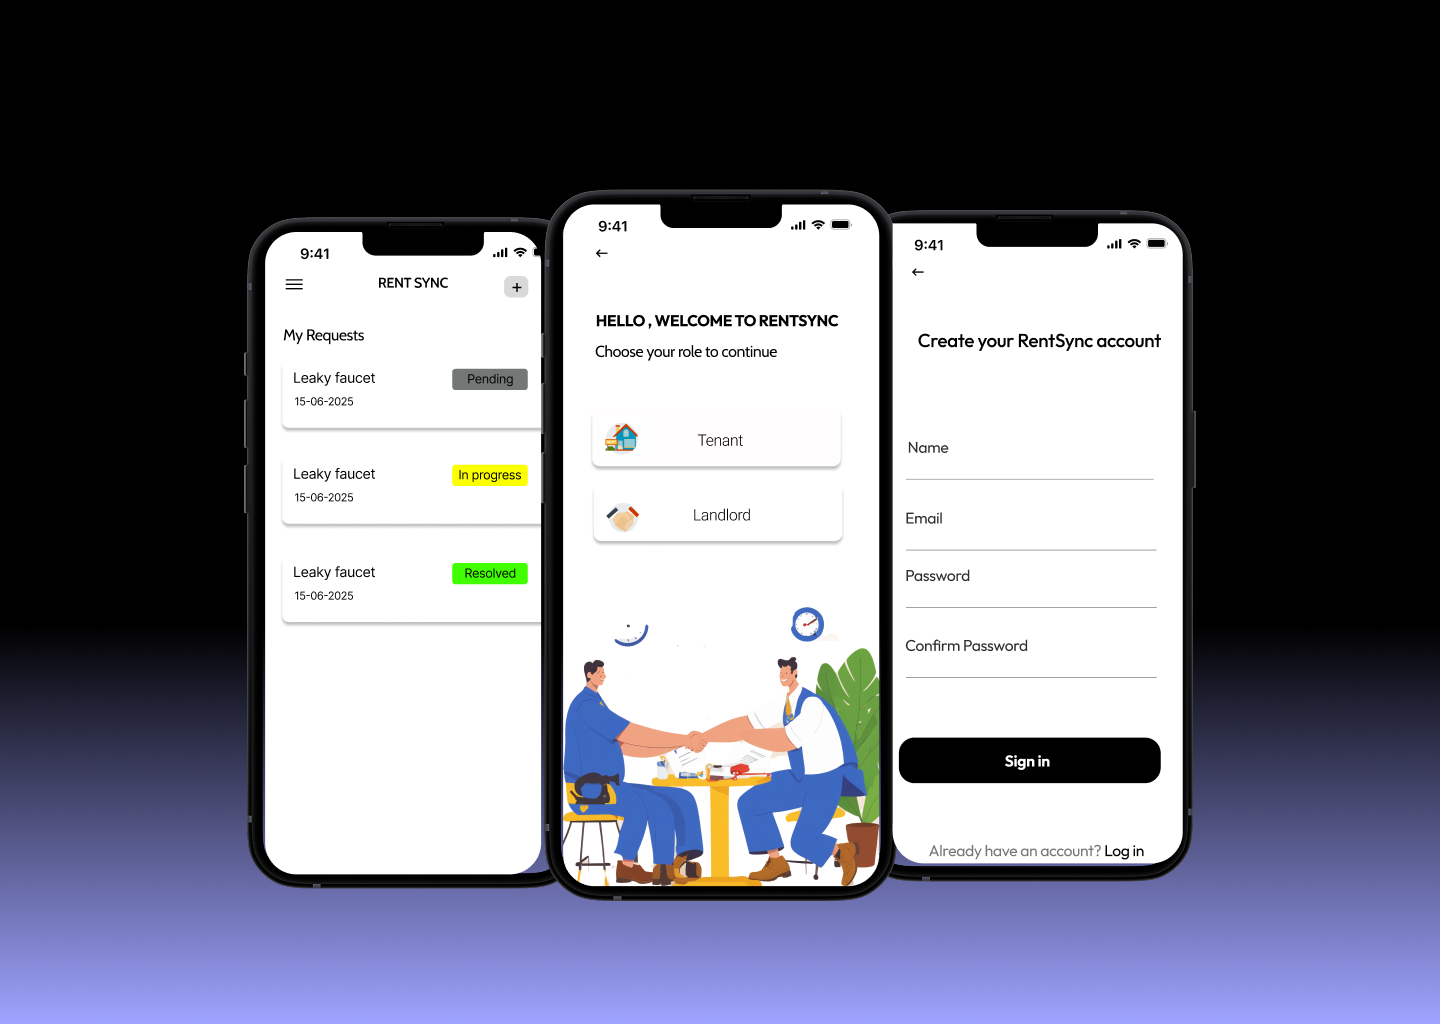 9:41
RENT SYNC
+
My Requests
Leaky faucet
Pending
15-06-2025
Leaky faucet
In progress
15-06-2025
Leaky faucet
Resolved
15-06-2025
9:41
HELLO , WELCOME TO RENTSYNC
Choose your role to continue
Tenant
Landlord
9:41
Create your RentSync account
Name
Email
Password
Confirm Password
Sign in
Already have an account? Log in